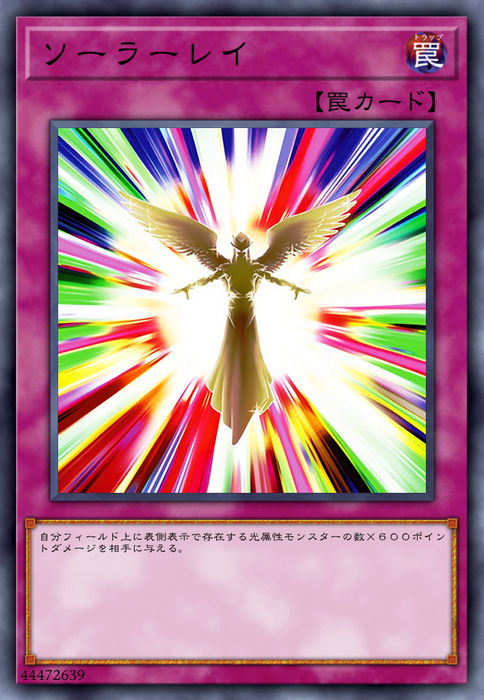 ソーラーレイ
トラップ
罠
【罠カード】
自分フィールド上に表側表示で存在する光属性モンスターの数×６００ポイン
トダメージを相手に与える。
44472639